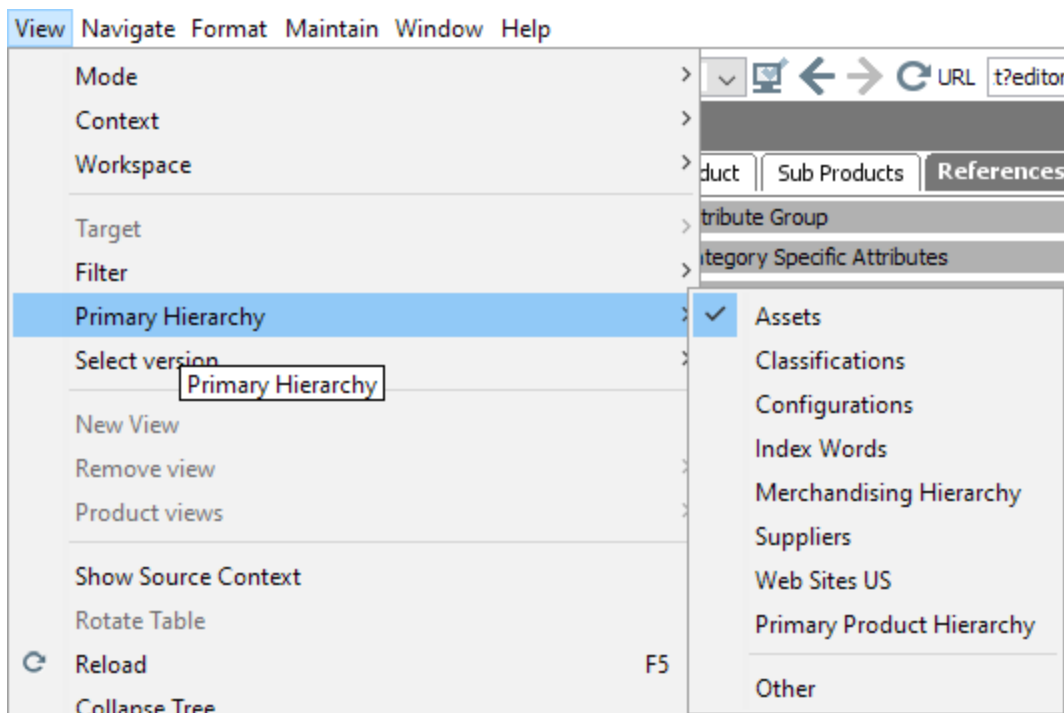 View Navigate Format Maintain Window Help
Mode
Context
Workspace
Target
Filter
Primary Hierarchy
Select version
Primary Hierarchy
New View
Remove view
Product views
Show Source Context
Rotate Table
Reload F5
Collapse Tree
URL t?editor
duct Sub Products References
tribute Group
tegory Specific Attributes
Assets
Classifications
Configurations
Index Words
Merchandising Hierarchy
Suppliers
Web Sites US
Primary Product Hierarchy
Other